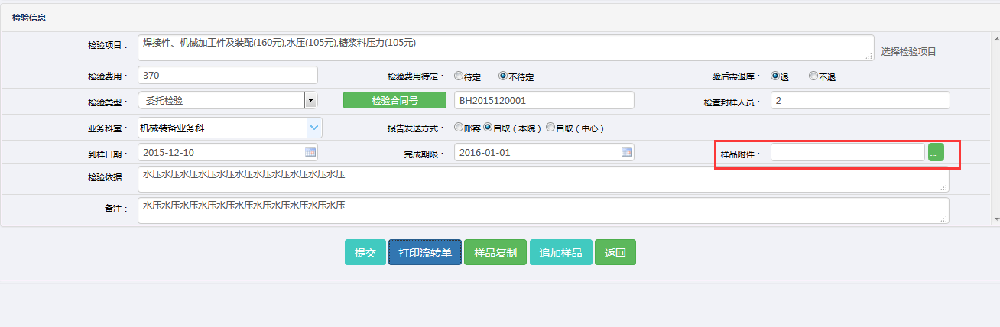 检验信息
检验项目： 焊接件、机械加工件及装配(160元),水压(105元),糖浆料压力(105元) 选择检验项目
检验费用： 370 检验费用待定： 待定 不待定 验后需退库： 退 不退
检验类型： 委托检验 检验合同号 BH2015120001 检查封样人员： 2
业务科室： 机械装备业务科 报告发送方式： 邮寄 自取（本院） 自取（中心）
到样日期： 2015-12-10 完成期限： 2016-01-01 样品附件： ...
检验依据： 水压水压水压水压水压水压水压水压水压水压水压
备注： 水压水压水压水压水压水压水压水压水压水压水压
提交 打印流转单 样品复制 追加样品 返回